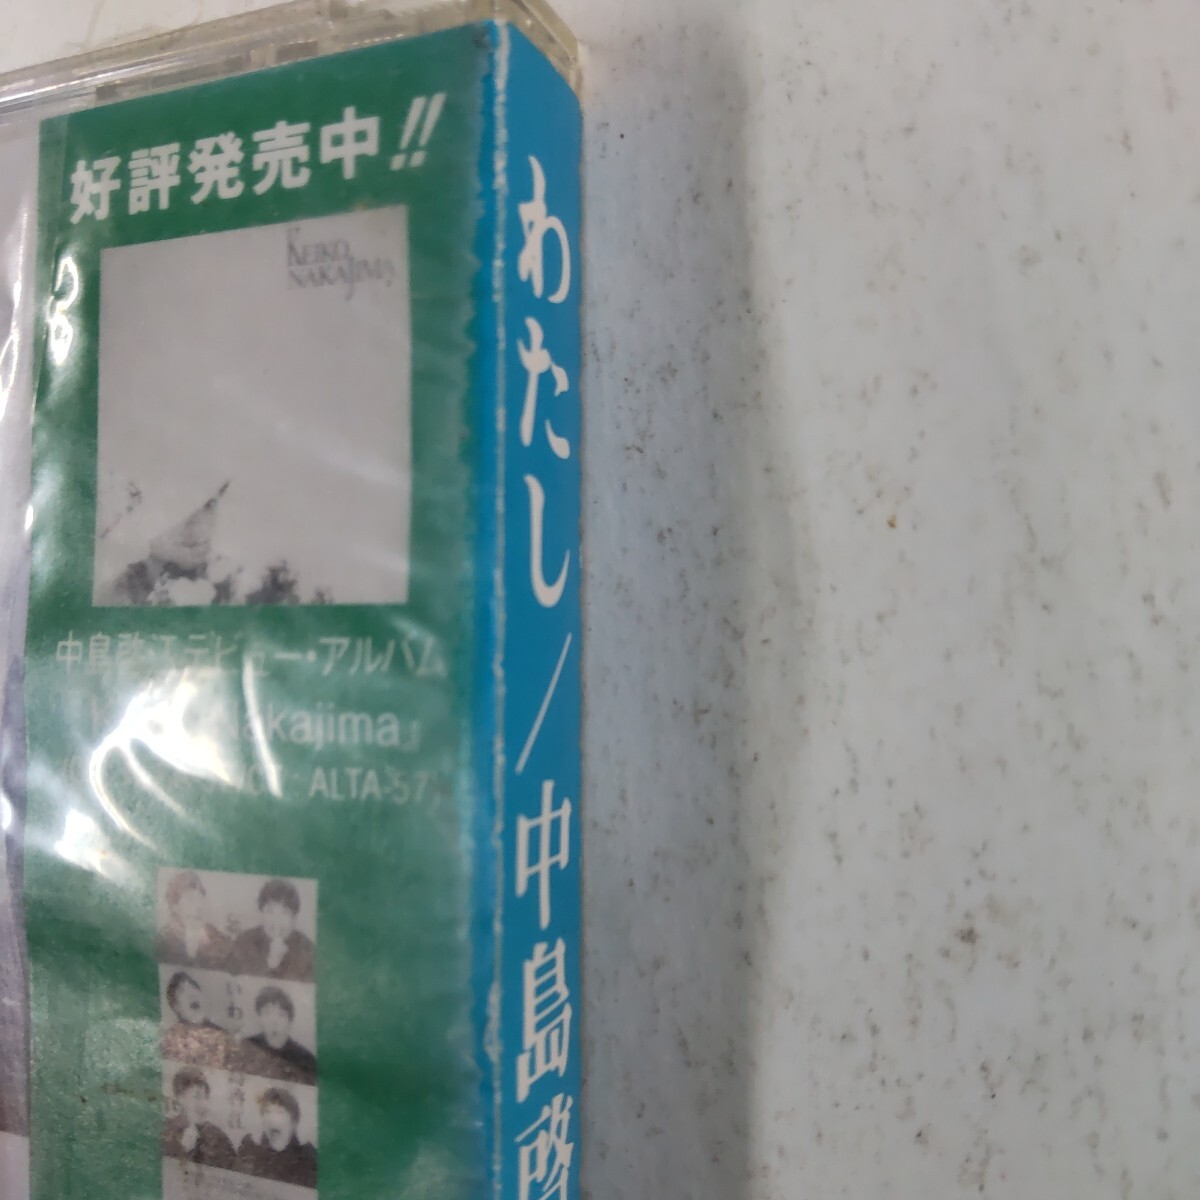 好評発売中!!
KEIKO
NAKAJIMA
中島啓江デビュー・アルバム
Nakajima』
ALTA-57
わたし/中島啓